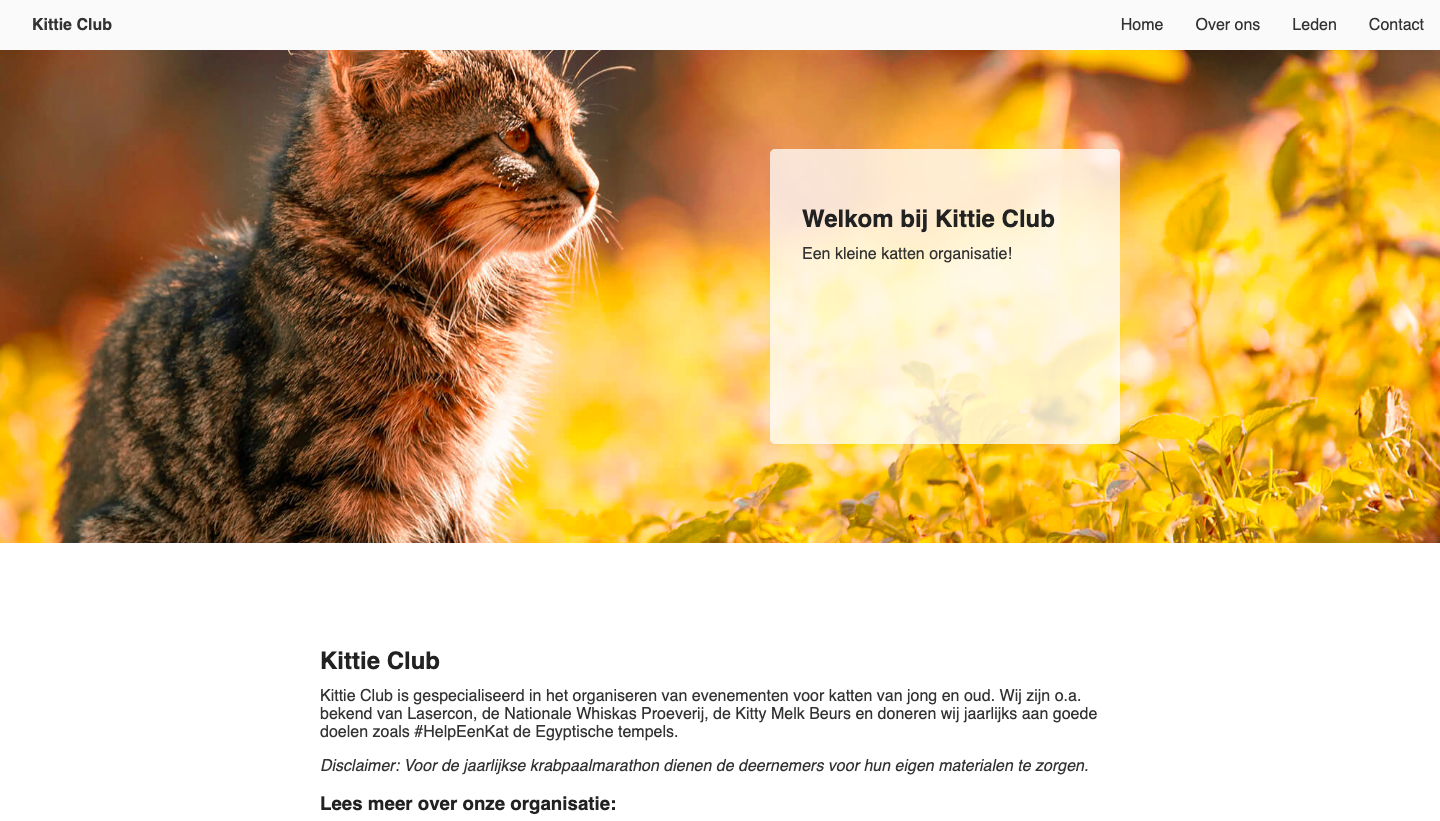 Kittie Club
Home Over ons Leden Contact
Welkom bij Kittie Club
Een kleine katten organisatie!
Kittie Club
Kittie Club is gespecialiseerd in het organiseren van evenementen voor katten van jong en oud. Wij zijn o.a.
bekend van Lasercon, de Nationale Whiskas Proeverij, de Kitty Melk Beurs en doneren wij jaarlijks aan goede
doelen zoals #HelpEenKat de Egyptische tempels.
Disclaimer: Voor de jaarlijkse krabpaalmarathon dienen de deernemers voor hun eigen materialen te zorgen.
Lees meer over onze organisatie: